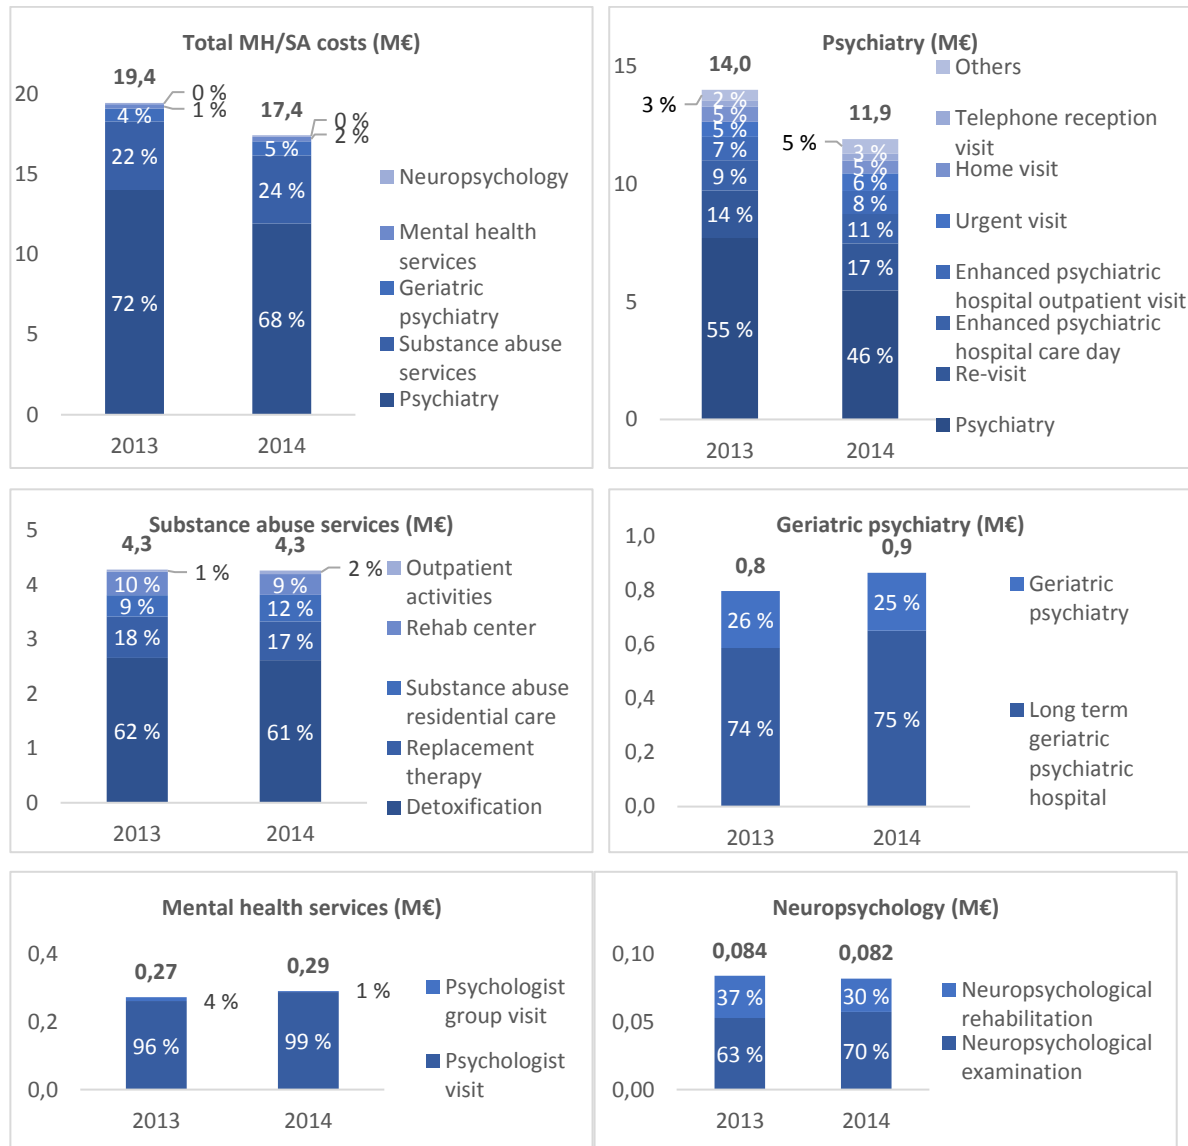 Total MH/SA costs (M€)
19,4
17,4
0 %
1 %
0 %
2 %
20
15
10
5
0
4 %
22 %
72 %
5 %
24 %
68 %
Neuropsychology
Mental health
services
Geriatric
psychiatry
Substance abuse
services
Psychiatry
2013
2014
Psychiatry (M€)
14,0
11,9
15
10
5
0
3 %
2 %
5 %
5 %
7 %
9 %
14 %
55 %
5 %
3 %
5 %
6 %
8 %
11 %
17 %
46 %
Others
Telephone reception
visit
Home visit
Urgent visit
Enhanced psychiatric
hospital outpatient visit
Enhanced psychiatric
hospital care day
Re-visit
Psychiatry
2013
2014
Substance abuse services (M€)
4,3
4,3
5
4
3
2
1
0
1 %
10 %
9 %
18 %
62 %
2 %
9 %
12 %
17 %
61 %
Outpatient
activities
Rehab center
Substance abuse
residential care
Replacement
therapy
Detoxification
2013
2014
Geriatric psychiatry (M€)
0,8
0,9
1,0
0,8
0,6
0,4
0,2
0,0
26 %
74 %
25 %
75 %
Geriatric
psychiatry
Long term
geriatric
psychiatric
hospital
2013
2014
Mental health services (M€)
0,27
0,29
0,4
0,2
0,0
4 %
96 %
1 %
99 %
Psychologist
group visit
Psychologist
visit
2013
2014
Neuropsychology (M€)
0,084
0,082
0,10
0,05
0,00
37 %
63 %
30 %
70 %
Neuropsychological
rehabilitation
Neuropsychological
examination
2013
2014